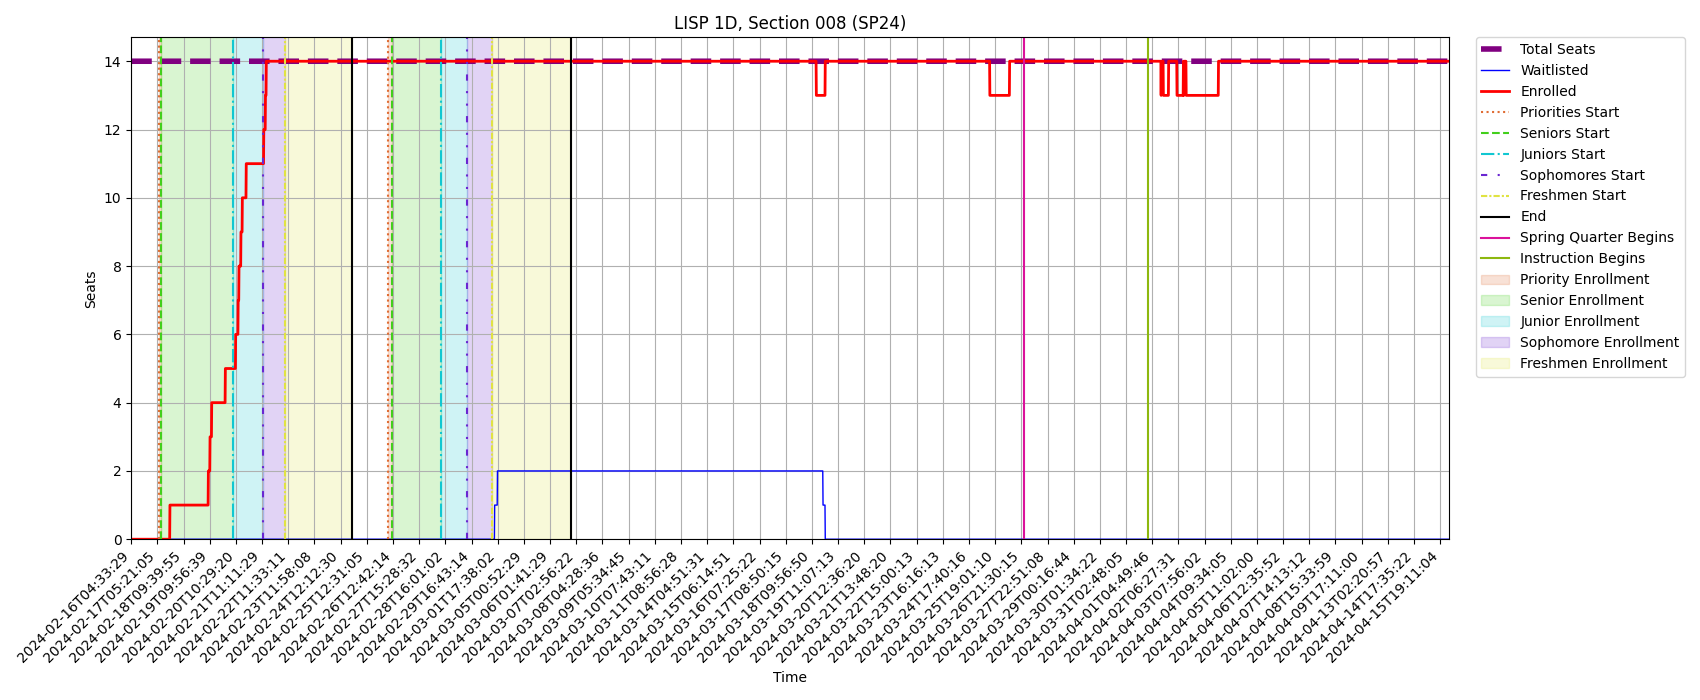 LISP 1D, Section 008 (SP24)
Seats
14
12
10
8
6
4
2
0
2024-02-16T04:33:29
2024-02-17T05:21:05
2024-02-18T09:39:55
2024-02-19T09:56:39
2024-02-20T10:29:20
2024-02-21T11:11:29
2024-02-22T11:33:11
2024-02-23T11:58:08
2024-02-24T12:12:30
2024-02-25T12:31:05
2024-02-26T12:42:14
2024-02-27T15:28:32
2024-02-28T16:01:02
2024-02-29T16:43:14
2024-03-01T17:38:02
2024-03-05T00:52:29
2024-03-06T01:41:29
2024-03-07T02:56:22
2024-03-08T04:28:36
2024-03-09T05:34:45
2024-03-10T07:43:11
2024-03-11T08:56:28
2024-03-14T04:51:31
2024-03-15T06:14:51
2024-03-16T07:25:22
2024-03-17T08:50:15
2024-03-18T09:56:50
2024-03-19T11:07:13
2024-03-20T12:36:20
2024-03-21T13:48:20
2024-03-22T15:00:13
2024-03-23T16:16:13
2024-03-24T17:40:16
2024-03-25T19:01:10
2024-03-26T21:30:15
2024-03-27T22:51:08
2024-03-29T00:16:44
2024-03-30T01:34:22
2024-03-31T02:48:05
2024-04-01T04:49:46
2024-04-02T06:27:31
2024-04-03T07:56:02
2024-04-04T09:34:05
2024-04-05T11:02:00
2024-04-06T12:35:52
2024-04-07T14:13:12
2024-04-08T15:33:59
2024-04-09T17:11:00
2024-04-13T02:20:57
2024-04-14T17:35:22
2024-04-15T19:11:04
Time
Total Seats
Waitlisted
Enrolled
Priorities Start
Seniors Start
Juniors Start
Sophomores Start
Freshmen Start
End
Spring Quarter Begins
Instruction Begins
Priority Enrollment
Senior Enrollment
Junior Enrollment
Sophomore Enrollment
Freshmen Enrollment